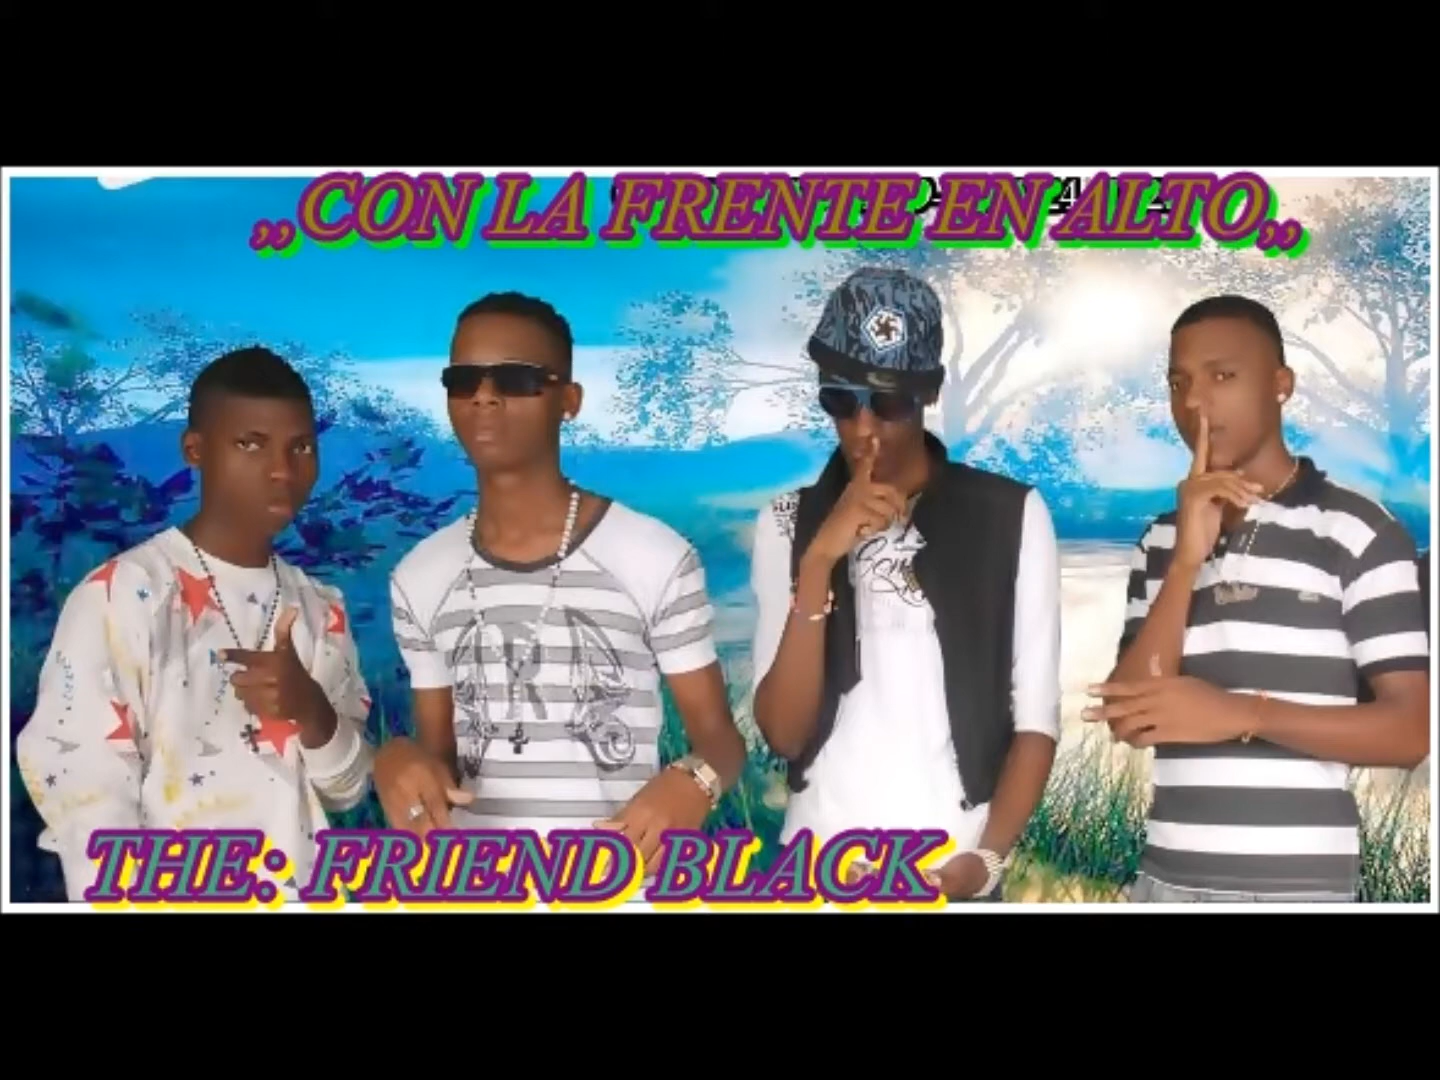 ,,CON LA FRENTE EN ALTO,,
THE: FRIEND BLACK